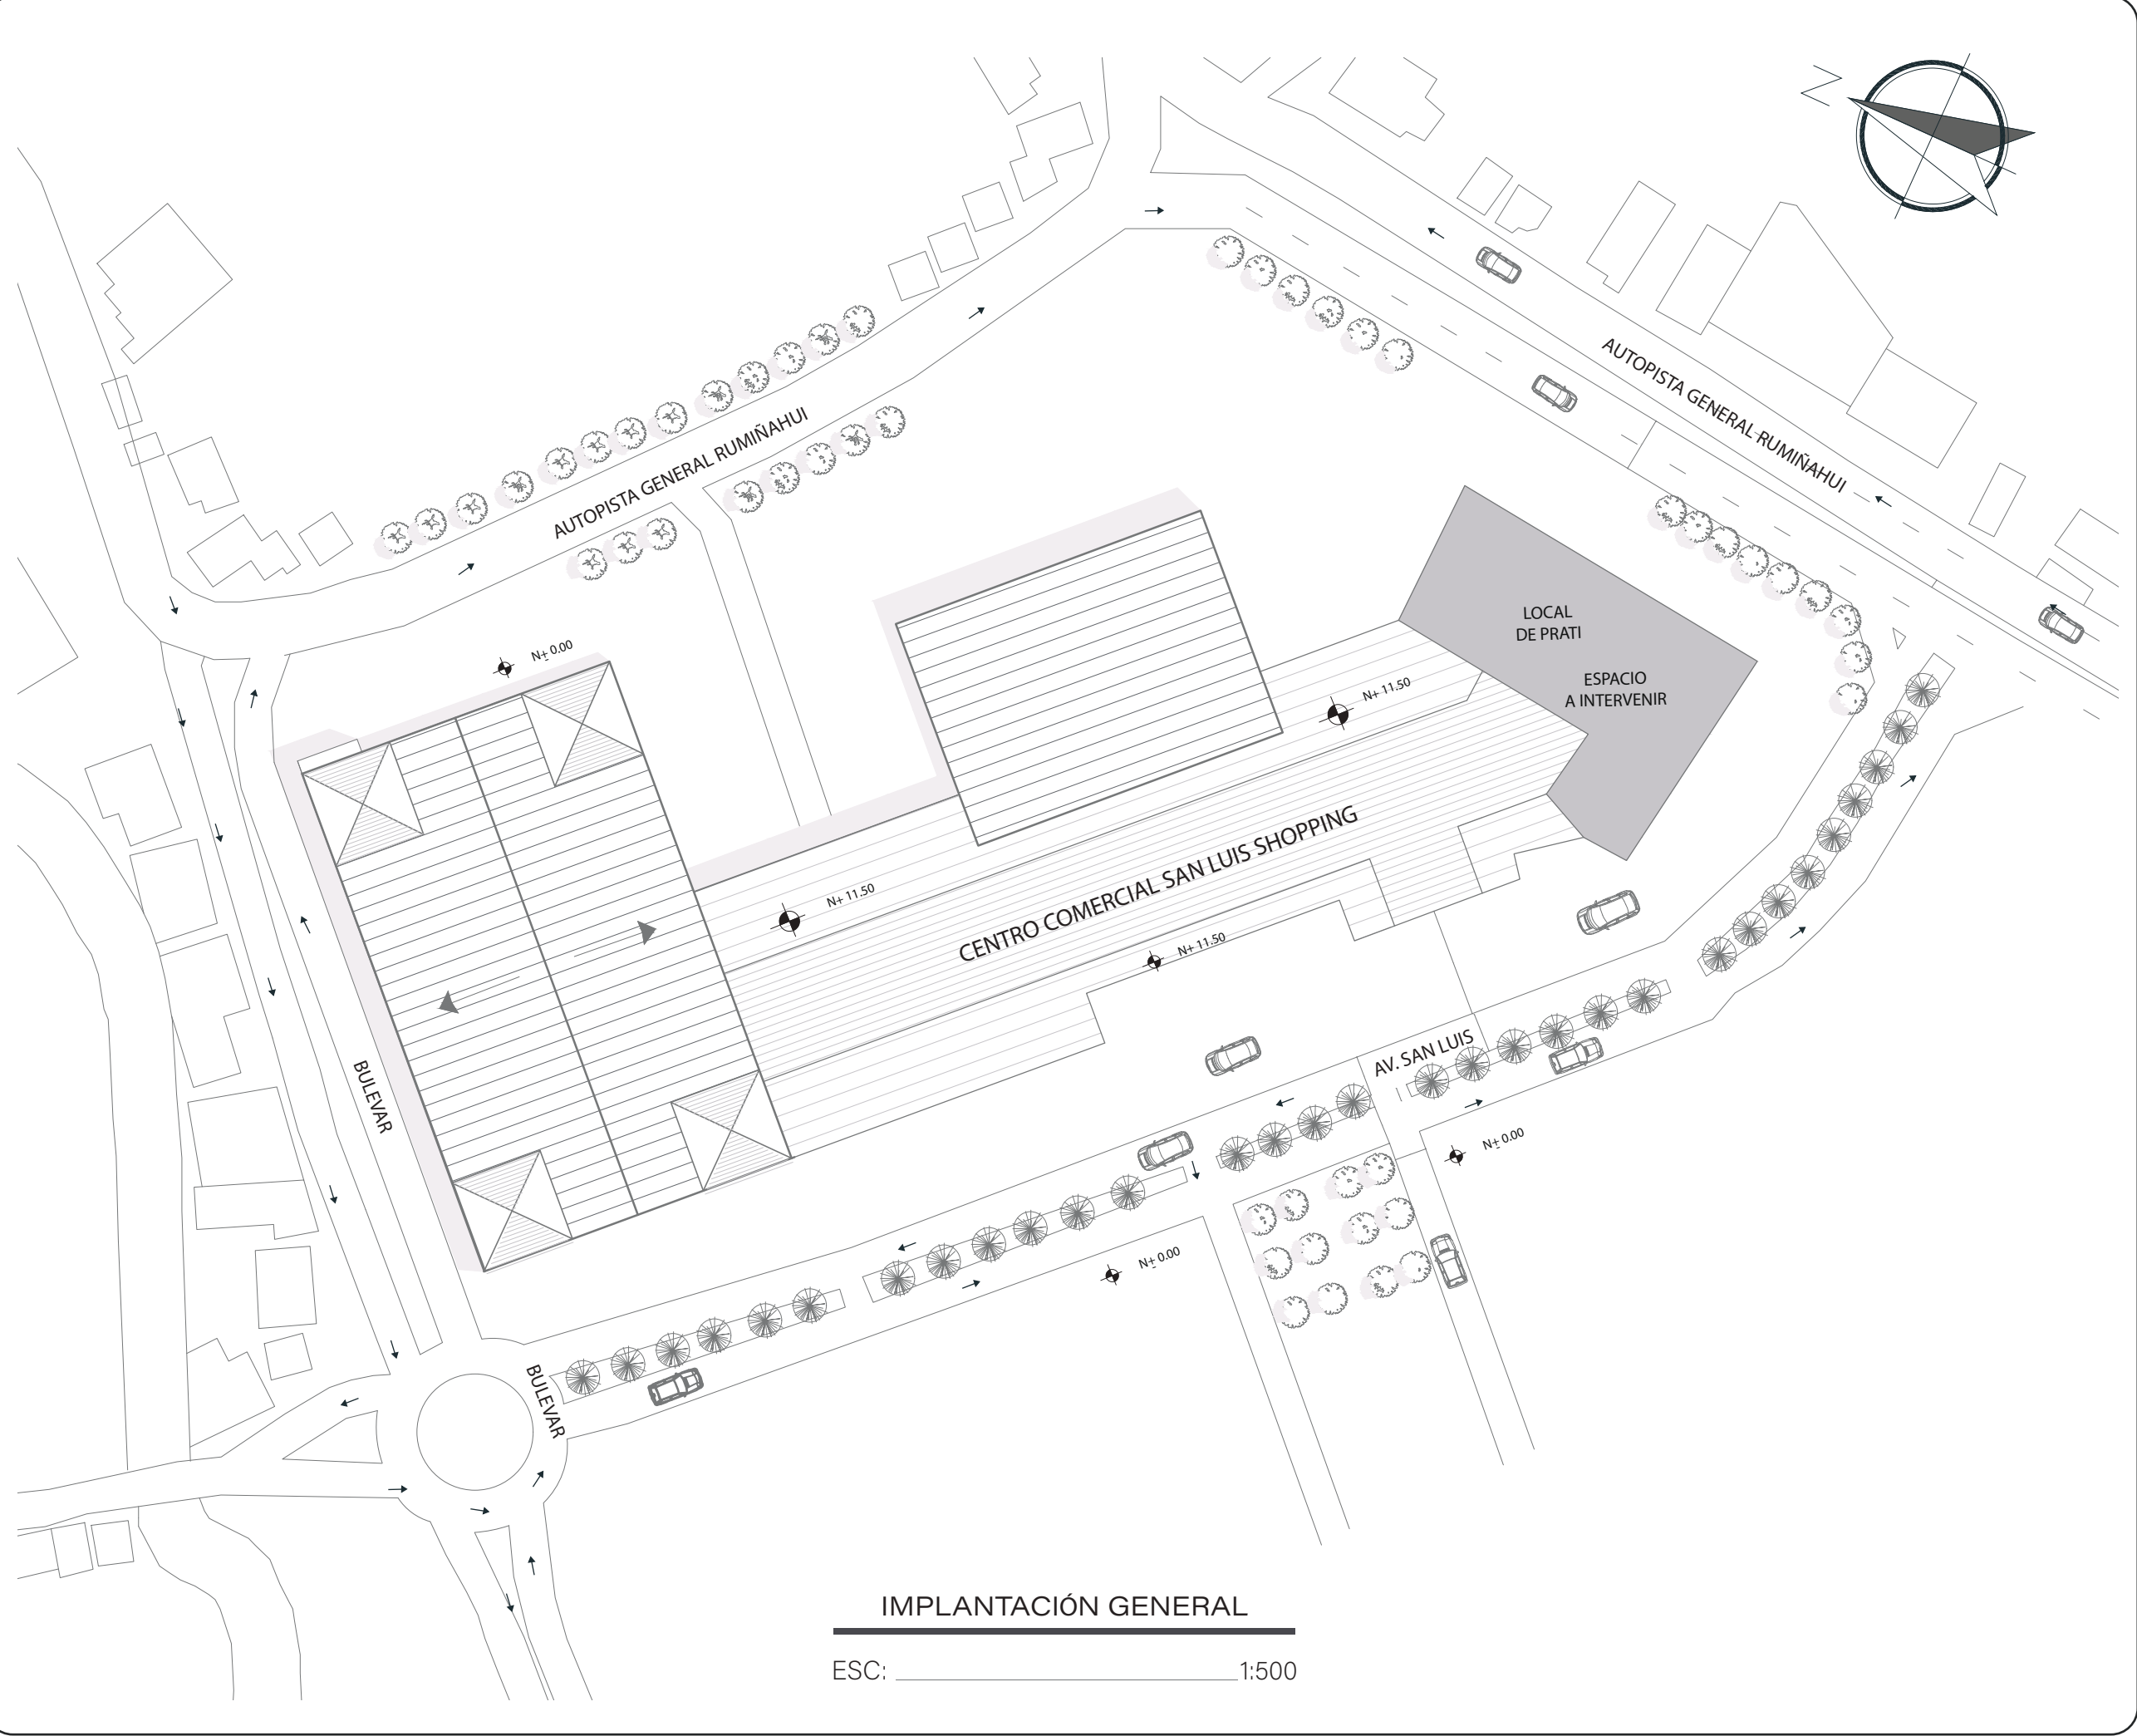 N
AUTOPISTA GENERAL RUMIÑAHUI
AUTOPISTA GENERAL RUMIÑAHUI
LOCAL
DE PRATI
ESPACIO
A INTERVENIR
N± 0.00
N+ 11.50
N+ 11.50
CENTRO COMERCIAL SAN LUIS SHOPPING
N+ 11.50
BULEVAR
AV. SAN LUIS
N± 0.00
N± 0.00
BULEVAR
IMPLANTACIÓN GENERAL
ESC: 1:500